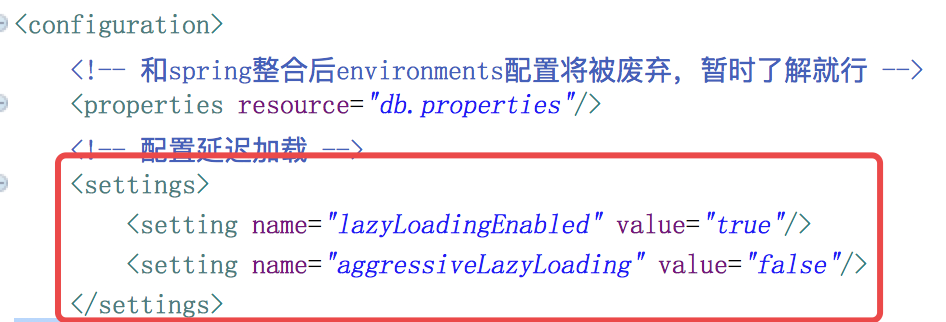 <configuration>
<!-- 和spring整合后environments配置将被废弃，暂时了解就行 -->
<properties resource="db.properties"/>
<!-- 配置延迟加载 -->
<settings>
<setting name="lazyLoadingEnabled" value="true"/>
<setting name="aggressiveLazyLoading" value="false"/>
</settings>